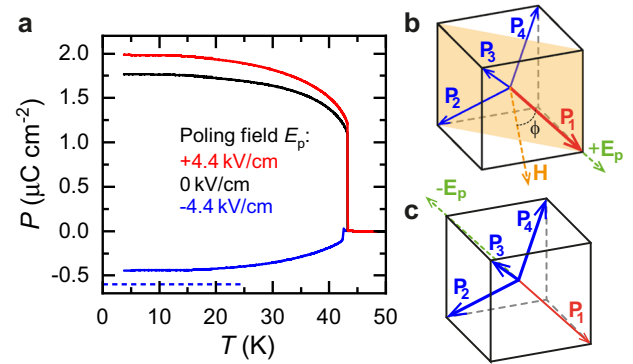 a
P (μC cm⁻²)
2.0
1.5
1.0
0.5
0.0
-0.5
Poling field Eₚ:
+4.4 kV/cm
0 kV/cm
-4.4 kV/cm
0 10 20 30 40 50
T (K)
b
P₄
P₃
P₂
P₁
ϕ
+Eₚ
H
c
-Eₚ
P₄
P₃
P₂
P₁